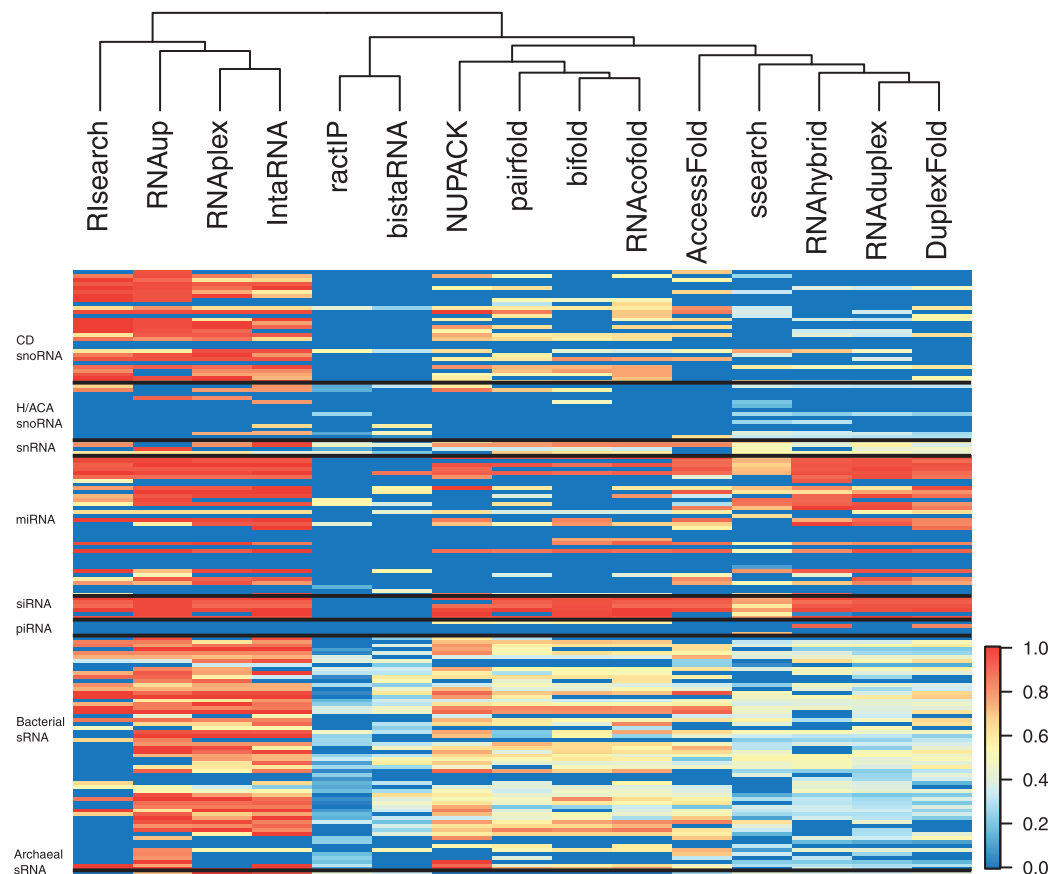 RIsearch
RNAup
RNAplex
IntaRNA
ractIP
bistaRNA
NUPACK
pairfold
bifold
RNAcofold
AccessFold
ssearch
RNAhybrid
RNAduplex
DuplexFold
CD
snoRNA
H/ACA
snoRNA
snRNA
miRNA
siRNA
piRNA
Bacterial
sRNA
Archaeal
sRNA
1.0
0.8
0.6
0.4
0.2
0.0